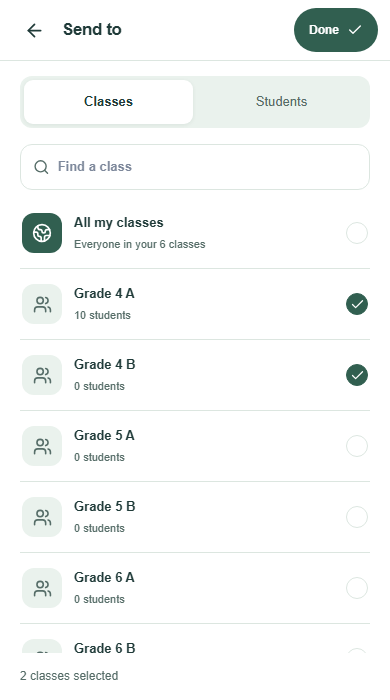 Send to
Done
Classes
Students
Find a class
All my classes
Everyone in your 6 classes
Grade 4 A
10 students
Grade 4 B
0 students
Grade 5 A
0 students
Grade 5 B
0 students
Grade 6 A
0 students
Grade 6 B
2 classes selected